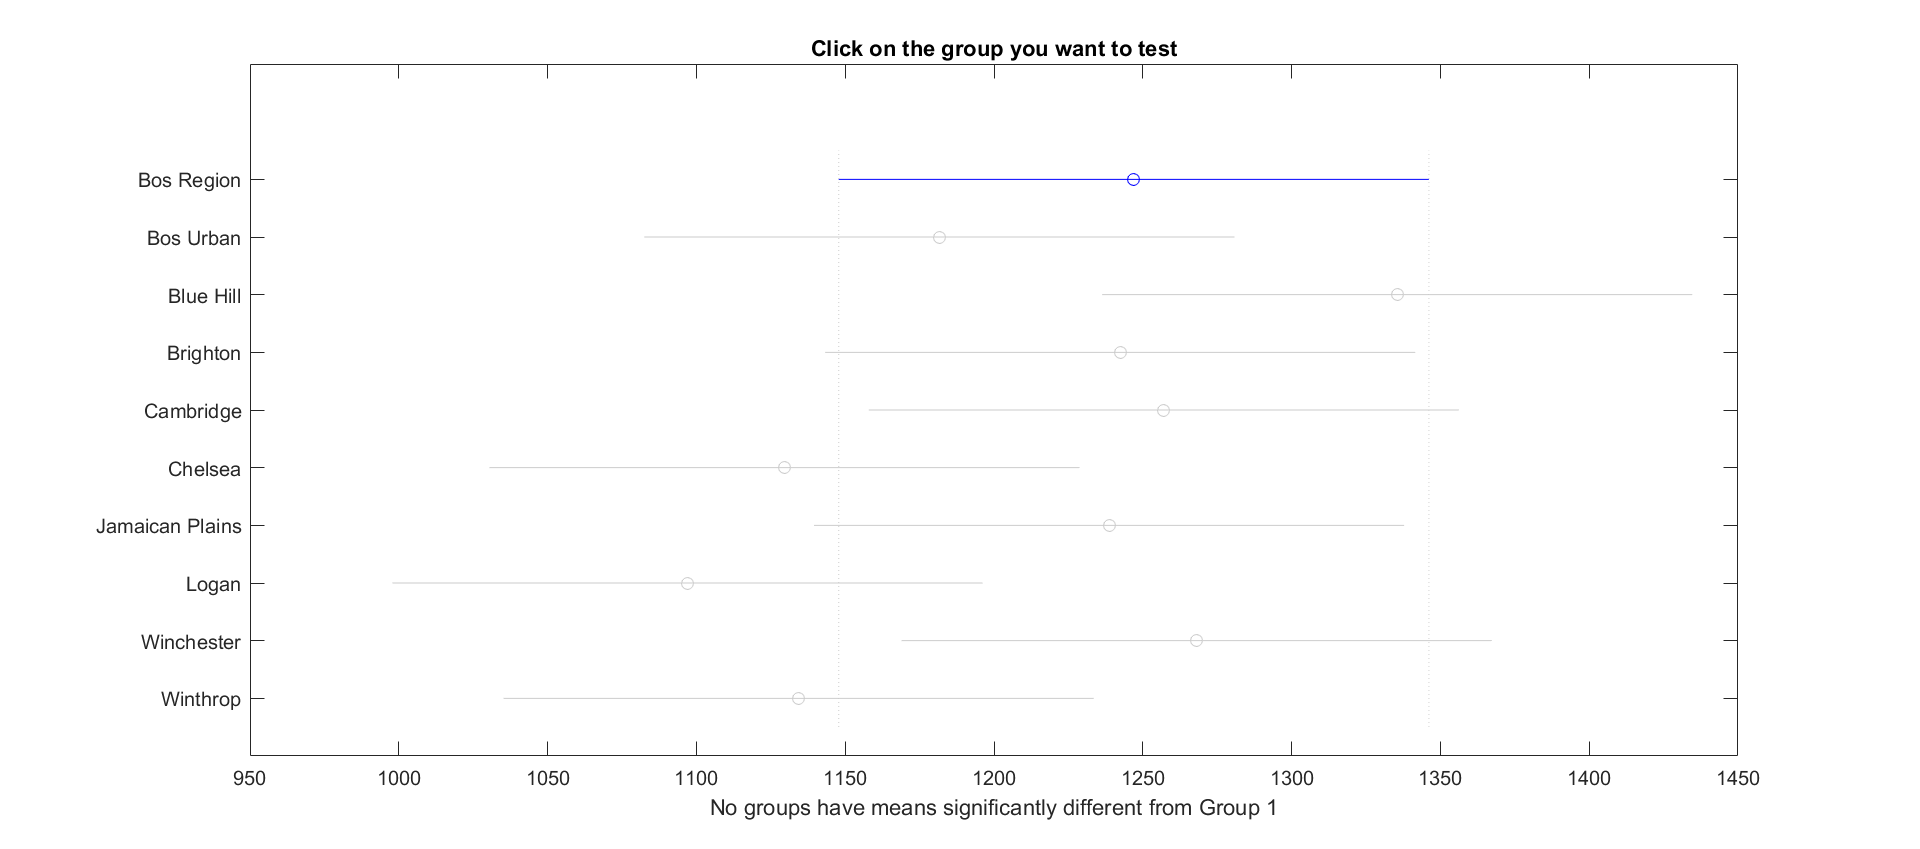 Click on the group you want to test
Bos Region
Bos Urban
Blue Hill
Brighton
Cambridge
Chelsea
Jamaican Plains
Logan
Winchester
Winthrop
950 1000 1050 1100 1150 1200 1250 1300 1350 1400 1450
No groups have means significantly different from Group 1